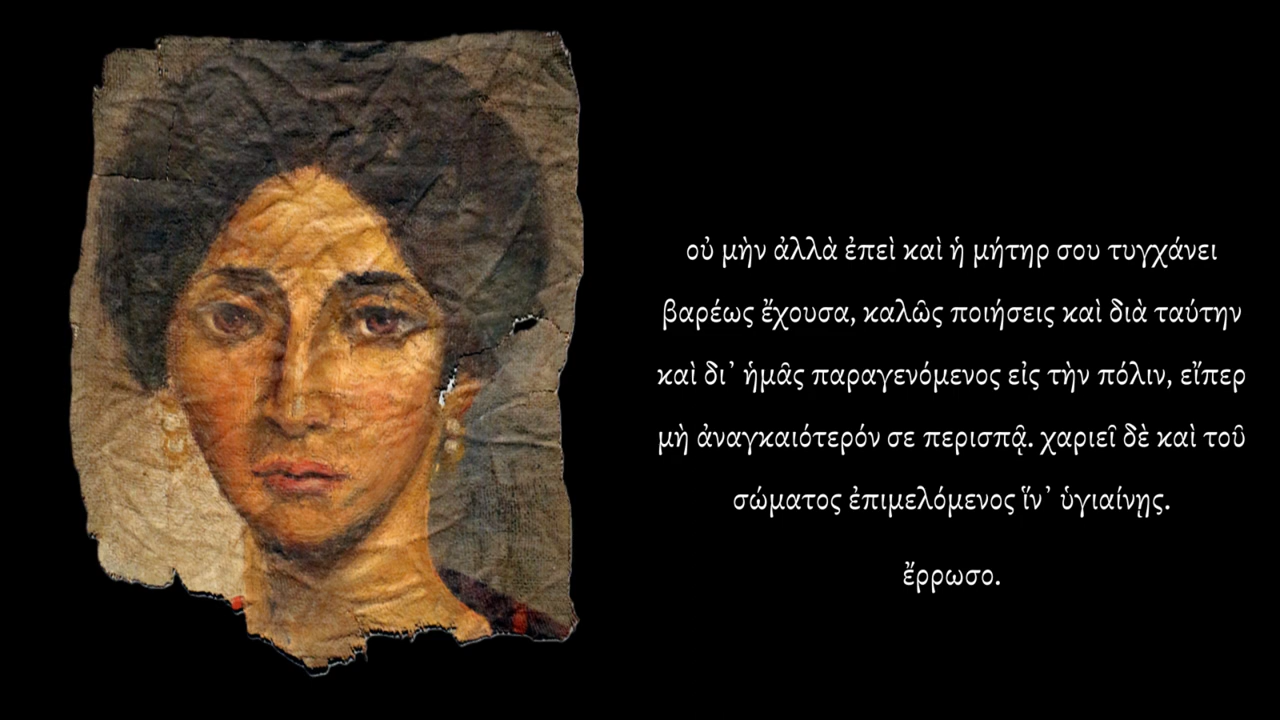 οὐ μὴν ἀλλὰ ἐπεὶ καὶ ἡ μήτηρ σου τυγχάνει
βαρέως ἔχουσα, καλῶς ποιήσεις καὶ διὰ ταύτην
καὶ δι᾽ ἡμᾶς παραγενόμενος εἰς τὴν πόλιν, εἴπερ
μὴ ἀναγκαιότερόν σε περισπᾷ. χαριεῖ δὲ καὶ τοῦ
σώματος ἐπιμελόμενος ἵν᾽ ὑγιαίνῃς.
ἔρρωσο.